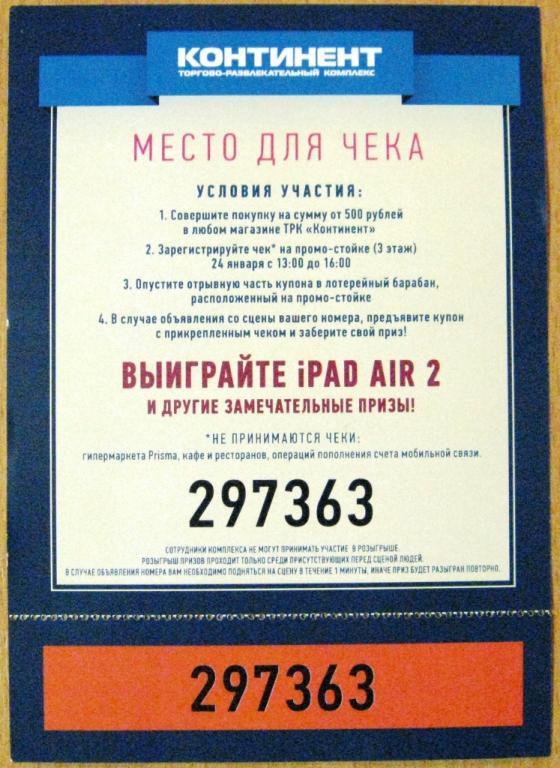 КОНТИНЕНТ
ТОРГОВО-РАЗВЛЕКАТЕЛЬНЫЙ КОМПЛЕКС
МЕСТО ДЛЯ ЧЕКА
УСЛОВИЯ УЧАСТИЯ:
1. Совершите покупку на сумму от 500 рублей
в любом магазине ТРК «Континент»
2. Зарегистрируйте чек* на промо-стойке (3 этаж)
24 января с 13:00 до 16:00
3. Опустите отрывную часть купона в лотерейный барабан,
расположенный на промо-стойке
4. В случае объявления со сцены вашего номера, предъявите купон
с прикрепленным чеком и заберите свой приз!
ВЫИГРАЙТЕ iPAD AIR 2
И ДРУГИЕ ЗАМЕЧАТЕЛЬНЫЕ ПРИЗЫ!
*НЕ ПРИНИМАЮТСЯ ЧЕКИ:
гипермаркета Prisma, кафе и ресторанов, операций пополнения счета мобильной связи.
297363
СОТРУДНИКИ КОМПЛЕКСА НЕ МОГУТ ПРИНИМАТЬ УЧАСТИЕ В РОЗЫГРЫШЕ.
РОЗЫГРЫШ ПРИЗОВ ПРОХОДИТ ТОЛЬКО СРЕДИ ПРИСУТСТВУЮЩИХ ПЕРЕД СЦЕНОЙ ЛЮДЕЙ.
В СЛУЧАЕ ОБЪЯВЛЕНИЯ НОМЕРА ВАМ НЕОБХОДИМО ПОДНЯТЬСЯ НА СЦЕНУ В ТЕЧЕНИЕ 1 МИНУТЫ, ИНАЧЕ ПРИЗ БУДЕТ РАЗЫГРАН ПОВТОРНО.
297363